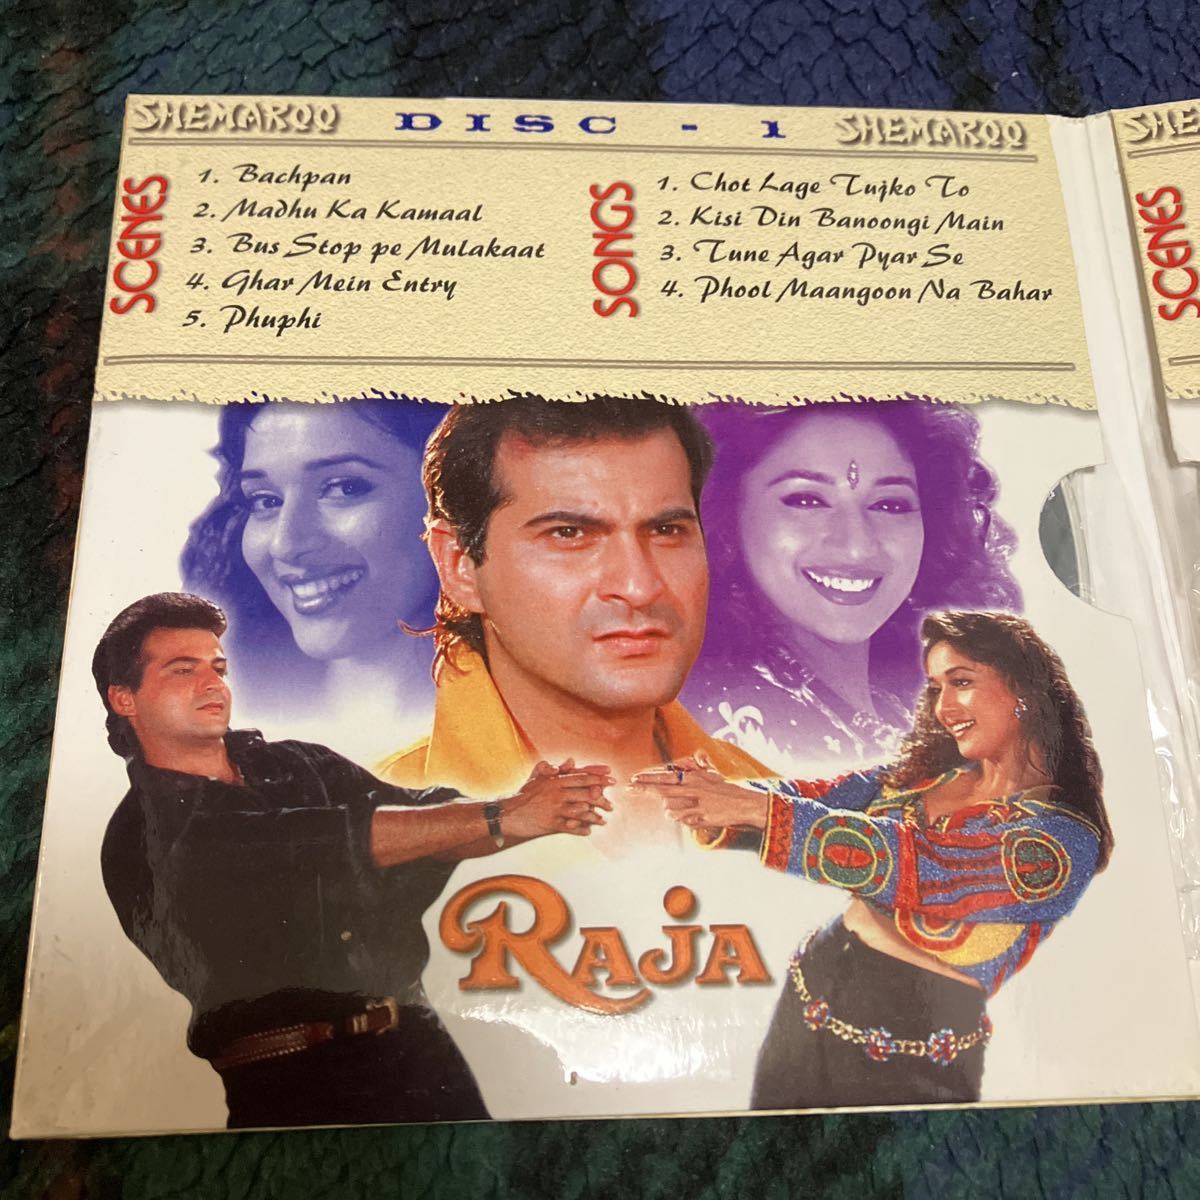 SHEMAROO DISC - 1 SHEMAROO
SCENES
1. Bachpan
2. Madhu Ka Kamaal
3. Bus Stop pe Mulakaat
4. Ghar Mein Entry
5. Phuphi
SONGS
1. Chot Lage Tujko To
2. Kisi Din Banoongi Main
3. Tune Agar Pyar Se
4. Phool Maangoon Na Bahar
RAJA
SHE
SCENES